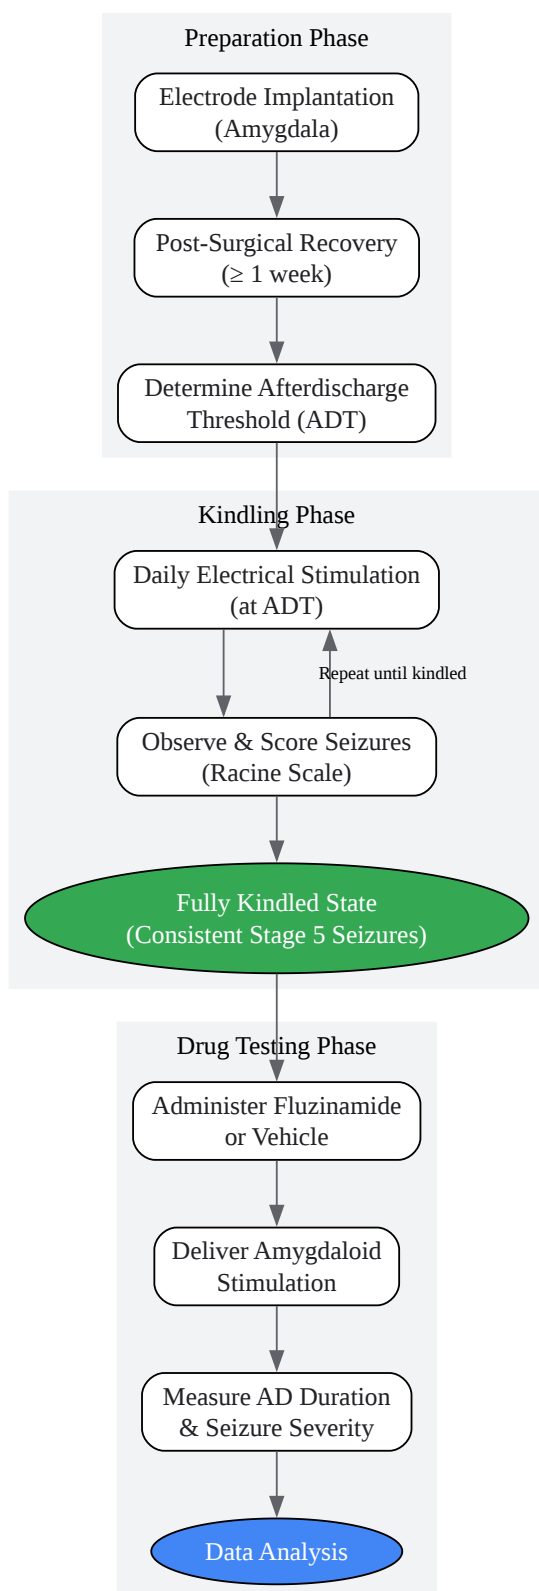 Preparation Phase
Electrode Implantation
(Amygdala)
Post-Surgical Recovery
(≥ 1 week)
Determine Afterdischarge
Threshold (ADT)
Kindling Phase
Daily Electrical Stimulation
(at ADT)
Repeat until kindled
Observe & Score Seizures
(Racine Scale)
Fully Kindled State
(Consistent Stage 5 Seizures)
Drug Testing Phase
Administer Fluzinamide
or Vehicle
Deliver Amygdaloid
Stimulation
Measure AD Duration
& Seizure Severity
Data Analysis